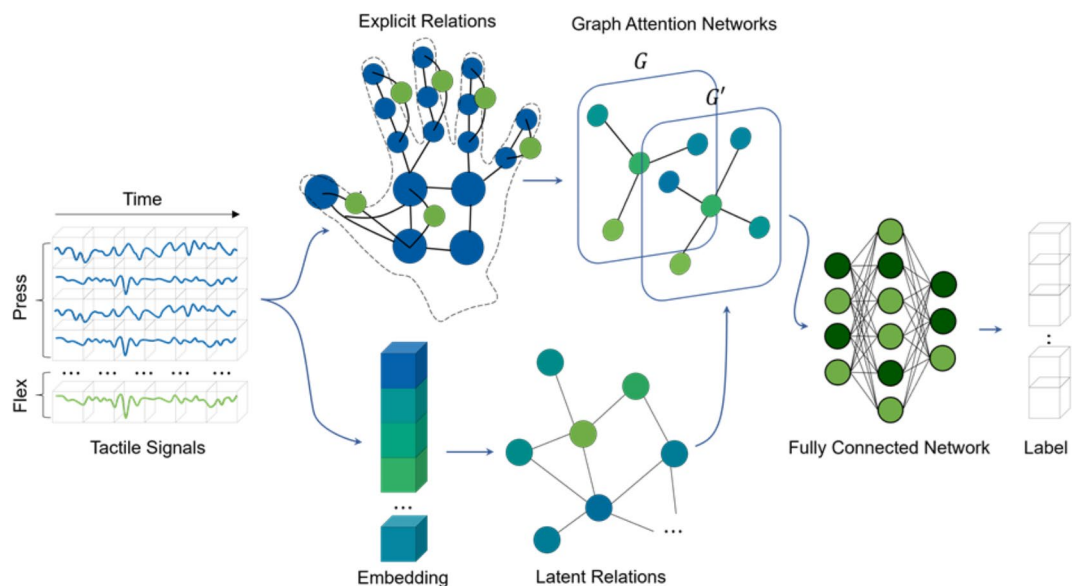 Explicit Relations
Graph Attention Networks
G
G'
Time
Press
Flex
...
... ... ... ... ...
Tactile Signals
Embedding
...
Latent Relations
Fully Connected Network
:
Label